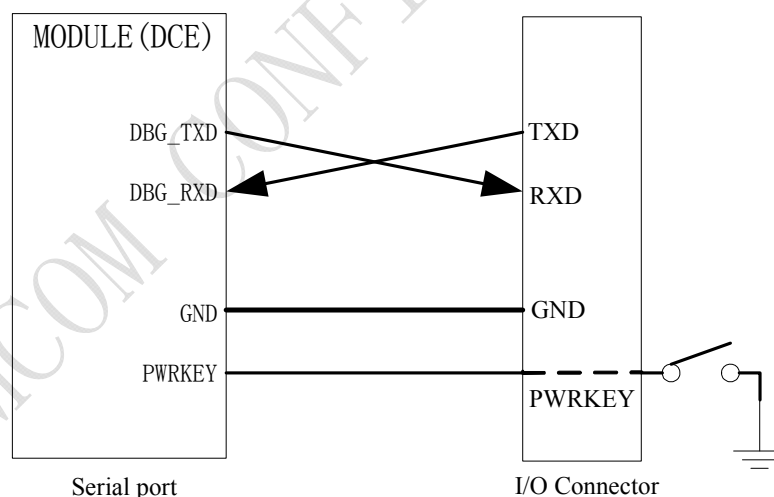 MODULE(DCE)
DBG_TXD
TXD
DBG_RXD
RXD
GND
GND
PWRKEY
PWRKEY
Serial port
I/O Connector